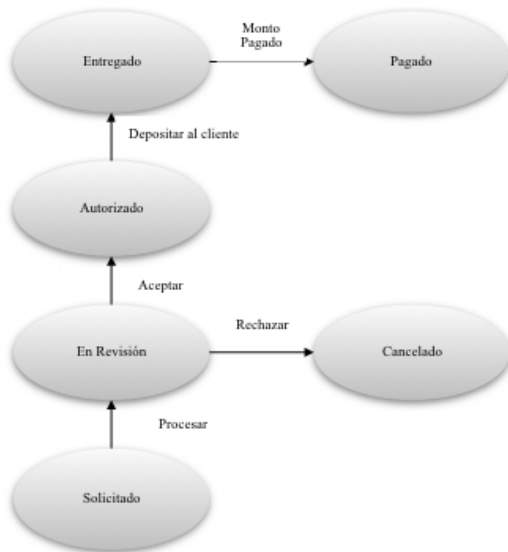 Monto
Pagado
Entregado
Pagado
Depositar al cliente
Autorizado
Aceptar
Rechazar
En Revisión
Cancelado
Procesar
Solicitado